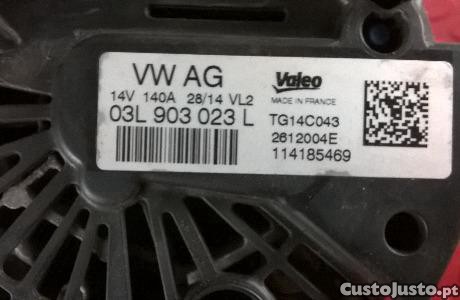 VW AG
14V 140A 28/14 VL2
03L 903 023 L
Valeo
MADE IN FRANCE
TG14C043
2612004E
114185469
CustoJusto.pt